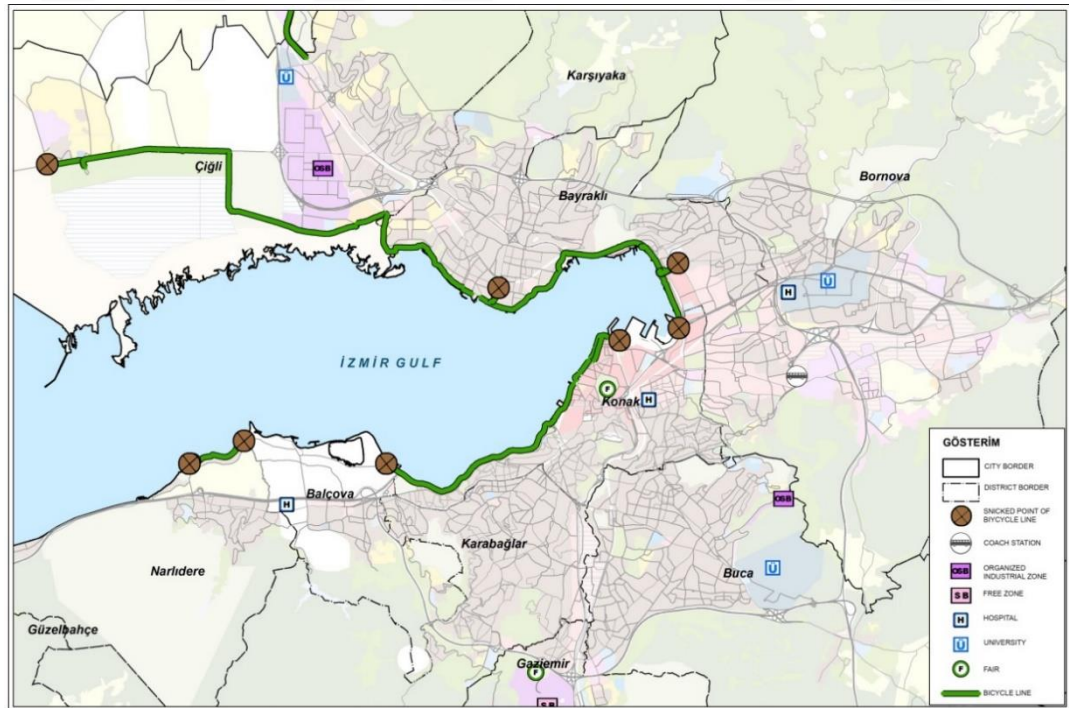 Karşıyaka
Ü
Çiğli
OSB
Bornova
Bayraklı
Ü
H
İZMİR GULF
F
Konak
H
GÖSTERİM
CITY BORDER
DISTRICT BORDER
SNICKED POINT OF
BIYCYCLE LINE
COACH STATION
OSB
ORGANIZED
INDUSTRIAL ZONE
S B
FREE ZONE
H
HOSPITAL
Ü
UNIVERSITY
F
FAIR
BICYCLE LINE
Balçova
H
OSB
Karabağlar
Narlıdere
Buca
Ü
Güzelbahçe
Gaziemir
F
S B